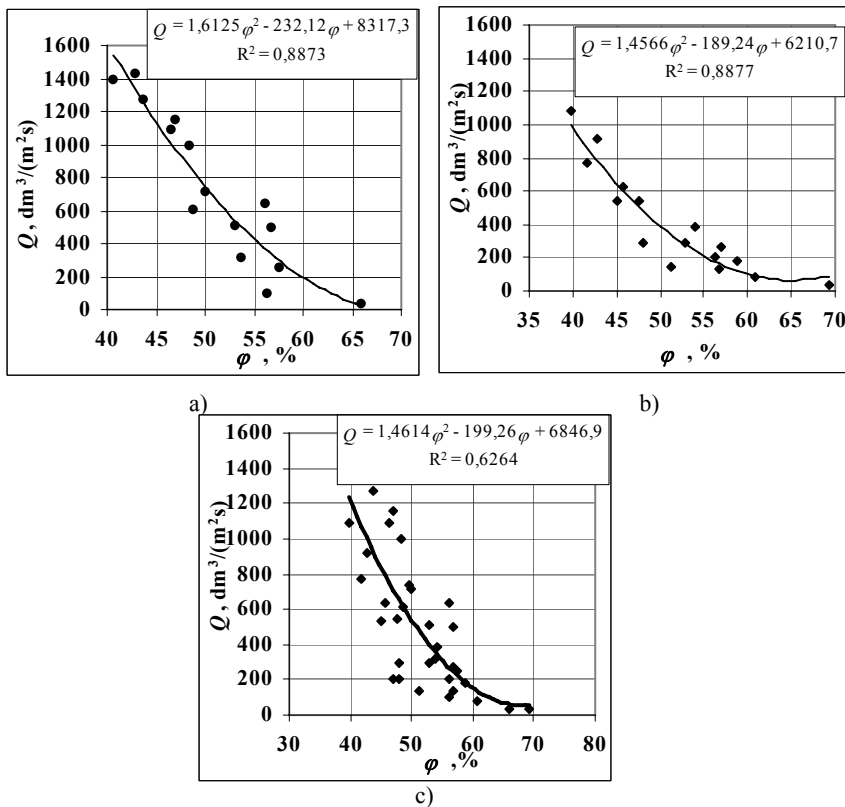 Q = 1,6125φ² - 232,12φ + 8317,3
R² = 0,8873
Q, dm³/(m²s)
1600
1400
1200
1000
800
600
400
200
0
40 45 50 55 60 65 70
φ , %
a)
Q = 1,4566φ² - 189,24φ + 6210,7
R² = 0,8877
Q, dm³/(m²s)
1600
1400
1200
1000
800
600
400
200
0
35 40 45 50 55 60 65 70
φ , %
b)
Q = 1,4614φ² - 199,26φ + 6846,9
R² = 0,6264
Q, dm³/(m²s)
1600
1400
1200
1000
800
600
400
200
0
30 40 50 60 70 80
φ ,%
c)